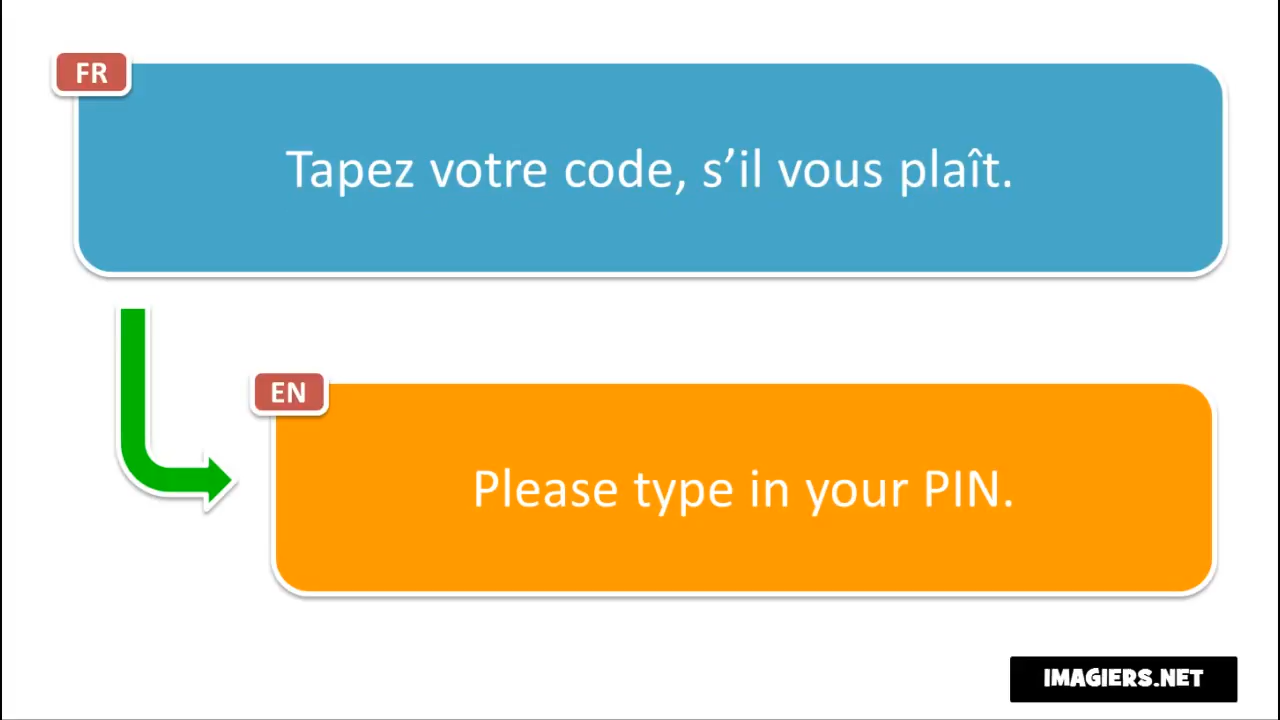 FR
Tapez votre code, s’il vous plaît.
EN
Please type in your PIN.
IMAGIERS.NET